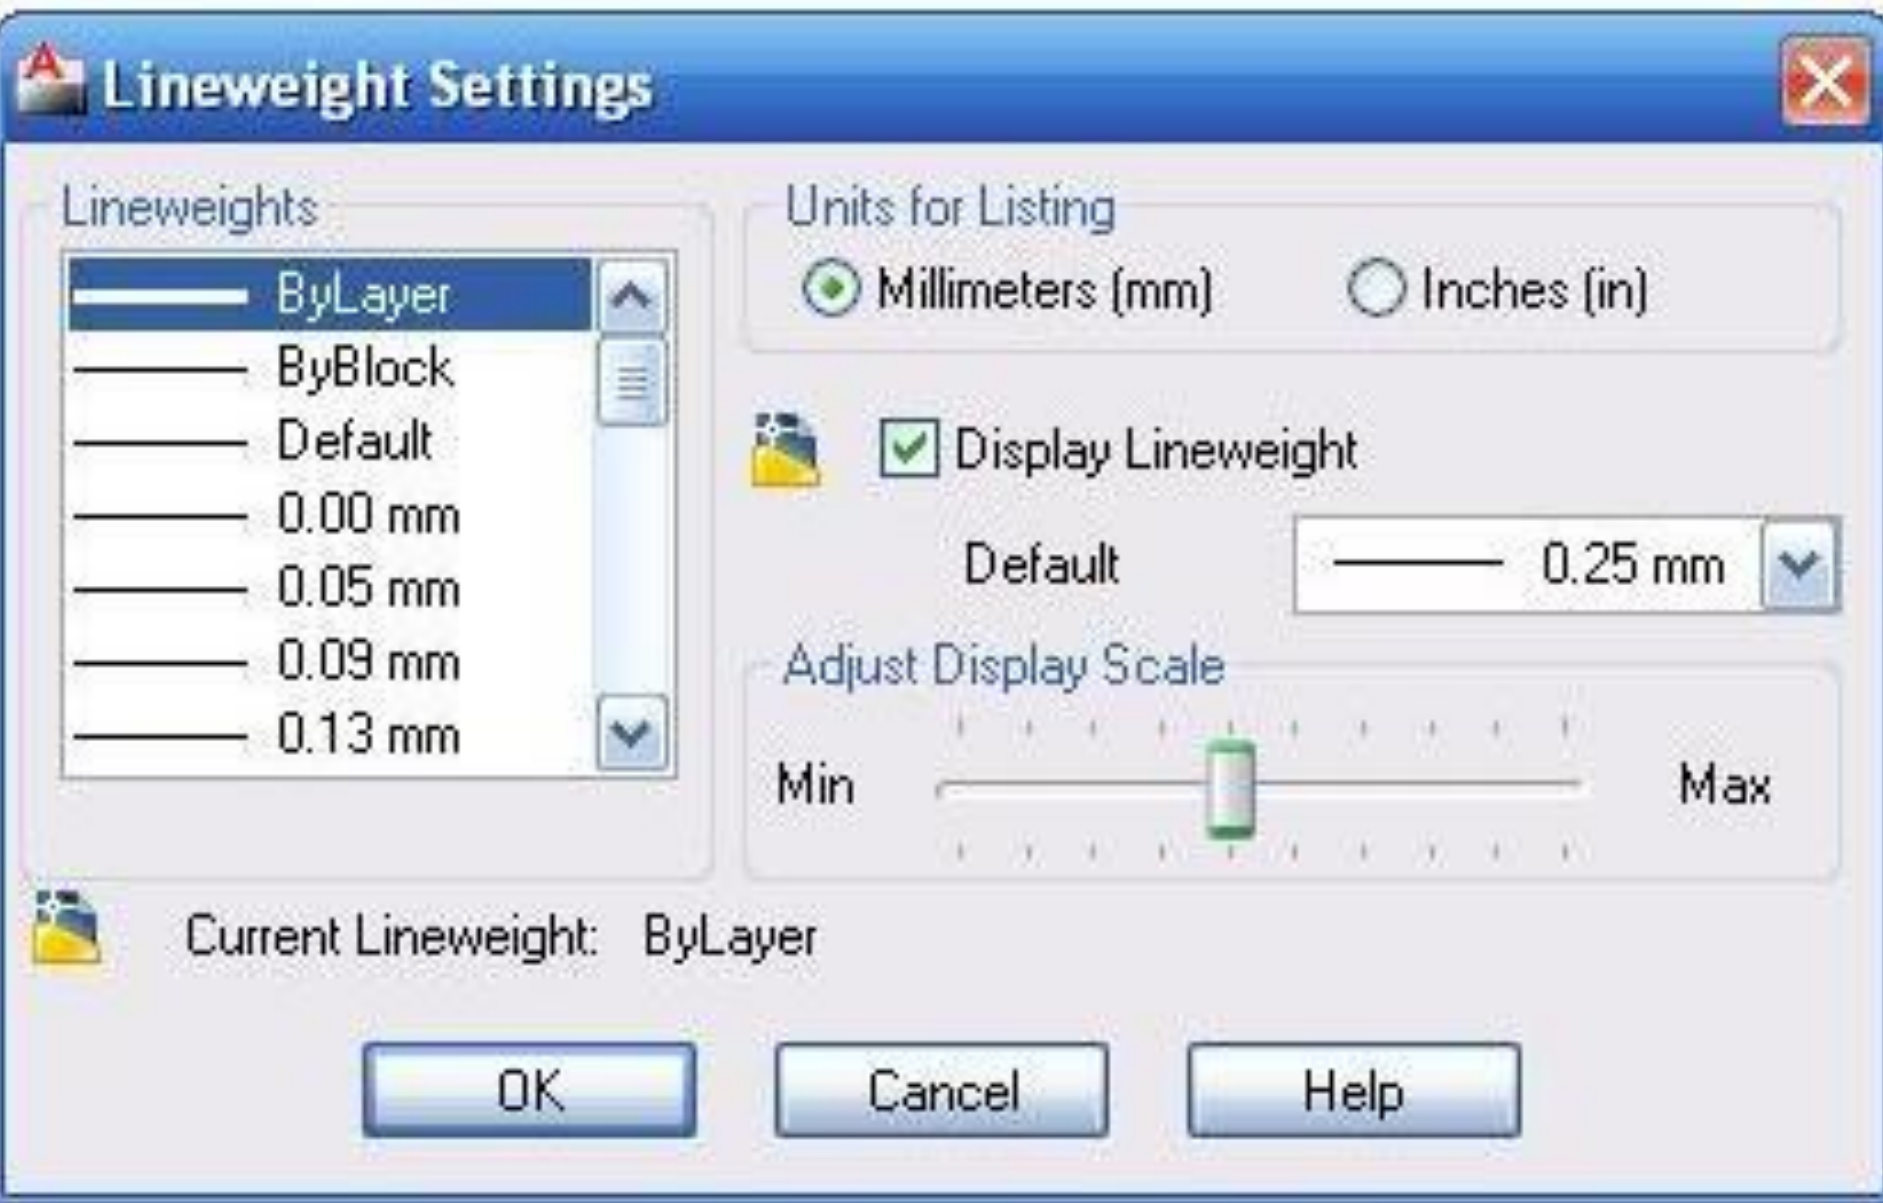 Lineweight Settings
Lineweights
ByLayer
ByBlock
Default
0.00 mm
0.05 mm
0.09 mm
0.13 mm
Units for Listing
Millimeters (mm)
Inches (in)
Display Lineweight
Default
0.25 mm
Adjust Display Scale
Min
Max
Current Lineweight: ByLayer
OK
Cancel
Help